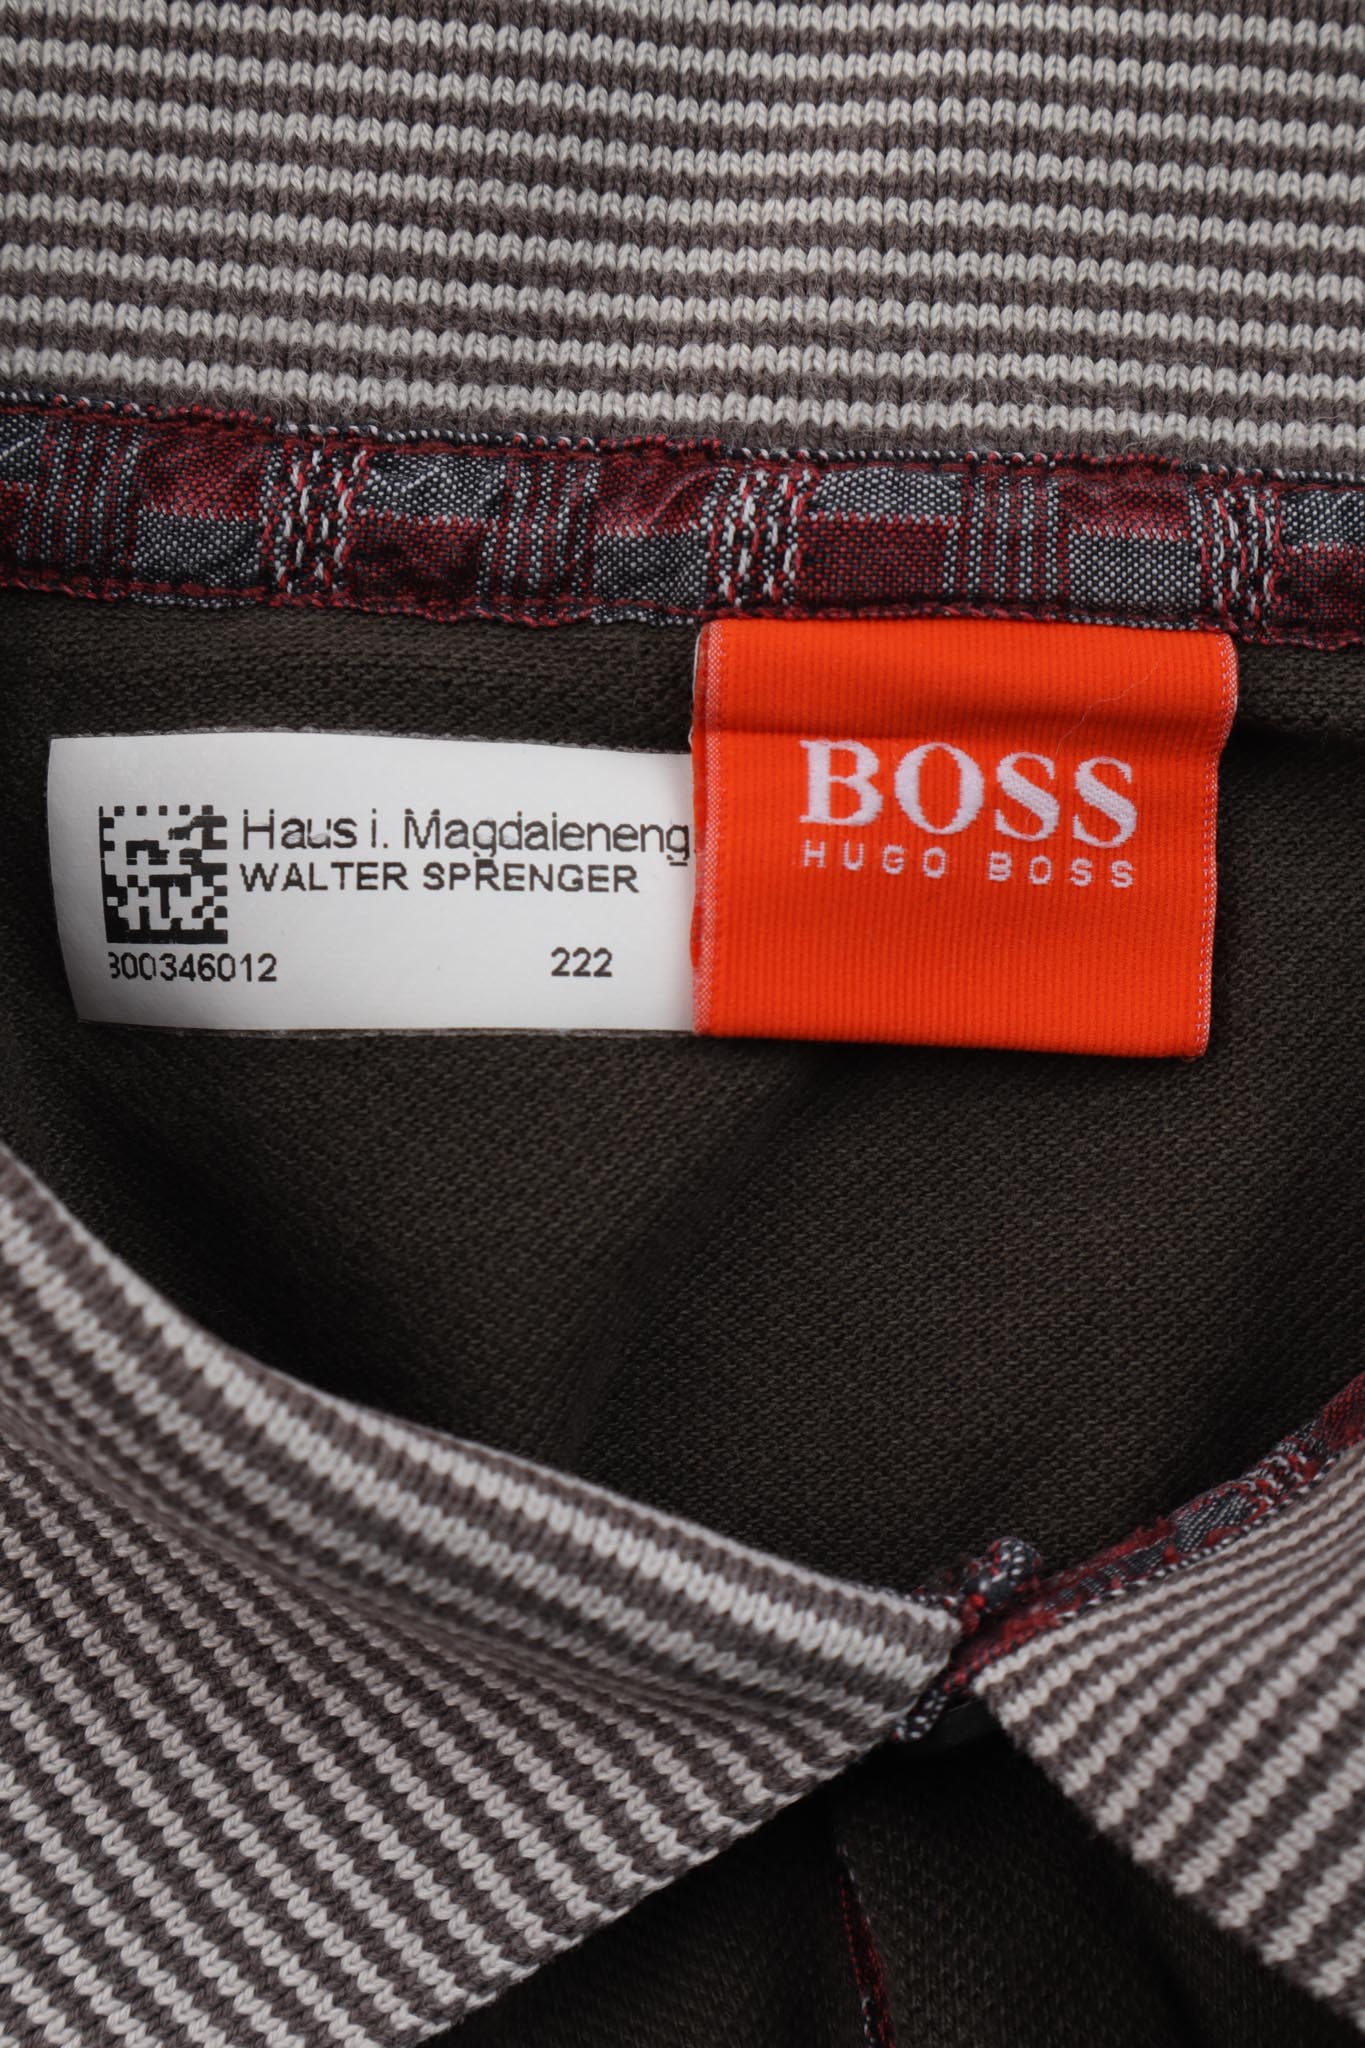 Haus i. Magdaleneng.
WALTER SPRENGER
300346012 222
BOSS
HUGO BOSS